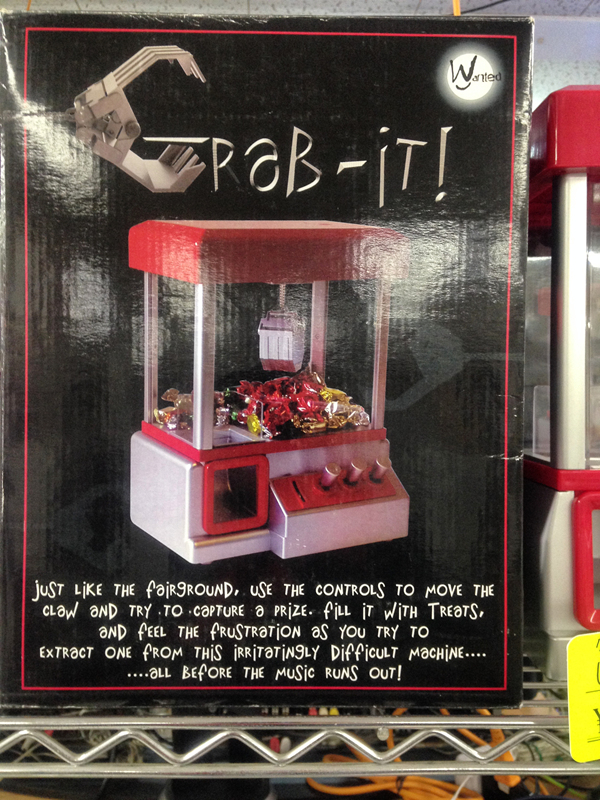 Wanted
GRAB-IT!
JUST LIKE THE FAIRGROUND, USE THE CONTROLS TO MOVE THE
CLAW AND TRY TO CAPTURE A PRIZE. FILL IT WITH TREATS,
AND FEEL THE FRUSTRATION AS YOU TRY TO
EXTRACT ONE FROM THIS IRRITATINGLY DIFFICULT MACHINE....
....ALL BEFORE THE MUSIC RUNS OUT!